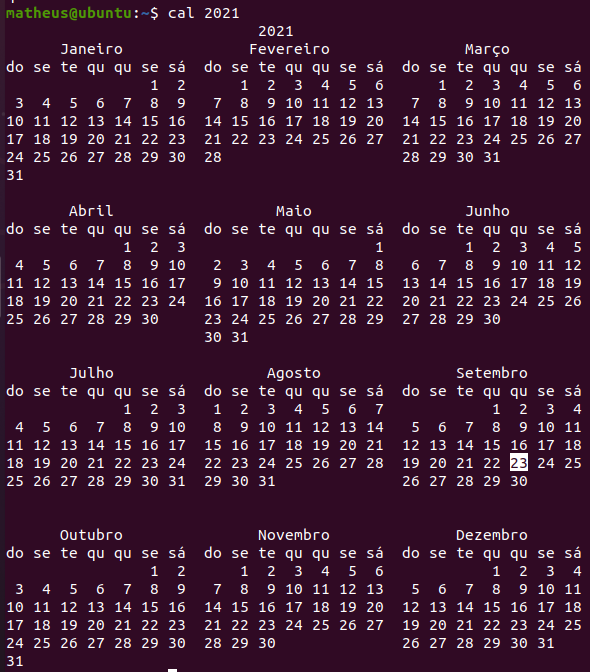 matheus@ubuntu:~$ cal 2021
                            2021
      Janeiro               Fevereiro                Março
do se te qu qu se sá  do se te qu qu se sá  do se te qu qu se sá
                1  2      1  2  3  4  5  6      1  2  3  4  5  6
 3  4  5  6  7  8  9   7  8  9 10 11 12 13   7  8  9 10 11 12 13
10 11 12 13 14 15 16  14 15 16 17 18 19 20  14 15 16 17 18 19 20
17 18 19 20 21 22 23  21 22 23 24 25 26 27  21 22 23 24 25 26 27
24 25 26 27 28 29 30  28                    28 29 30 31
31

       Abril                  Maio                 Junho
do se te qu qu se sá  do se te qu qu se sá  do se te qu qu se sá
             1  2  3                     1         1  2  3  4  5
 4  5  6  7  8  9 10   2  3  4  5  6  7  8   6  7  8  9 10 11 12
11 12 13 14 15 16 17   9 10 11 12 13 14 15  13 14 15 16 17 18 19
18 19 20 21 22 23 24  16 17 18 19 20 21 22  20 21 22 23 24 25 26
25 26 27 28 29 30     23 24 25 26 27 28 29  27 28 29 30
                      30 31

       Julho                 Agosto               Setembro
do se te qu qu se sá  do se te qu qu se sá  do se te qu qu se sá
             1  2  3   1  2  3  4  5  6  7            1  2  3  4
 4  5  6  7  8  9 10   8  9 10 11 12 13 14   5  6  7  8  9 10 11
11 12 13 14 15 16 17  15 16 17 18 19 20 21  12 13 14 15 16 17 18
18 19 20 21 22 23 24  22 23 24 25 26 27 28  19 20 21 22 23 24 25
25 26 27 28 29 30 31  29 30 31              26 27 28 29 30

      Outubro               Novembro              Dezembro
do se te qu qu se sá  do se te qu qu se sá  do se te qu qu se sá
                1  2      1  2  3  4  5  6            1  2  3  4
 3  4  5  6  7  8  9   7  8  9 10 11 12 13   5  6  7  8  9 10 11
10 11 12 13 14 15 16  14 15 16 17 18 19 20  12 13 14 15 16 17 18
17 18 19 20 21 22 23  21 22 23 24 25 26 27  19 20 21 22 23 24 25
24 25 26 27 28 29 30  28 29 30              26 27 28 29 30 31
31